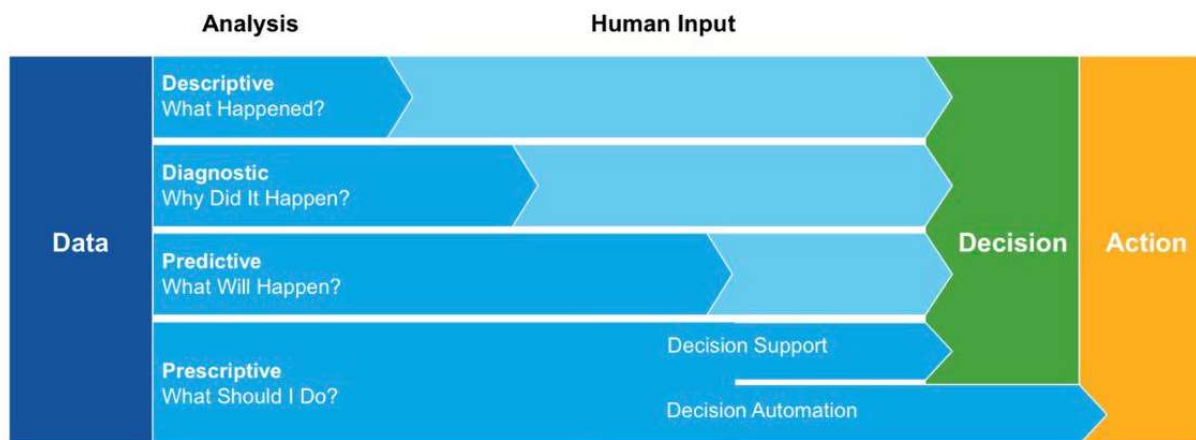 Analysis
Human Input
Data
Descriptive
What Happened?
Diagnostic
Why Did It Happen?
Predictive
What Will Happen?
Prescriptive
What Should I Do?
Decision Support
Decision Automation
Decision
Action